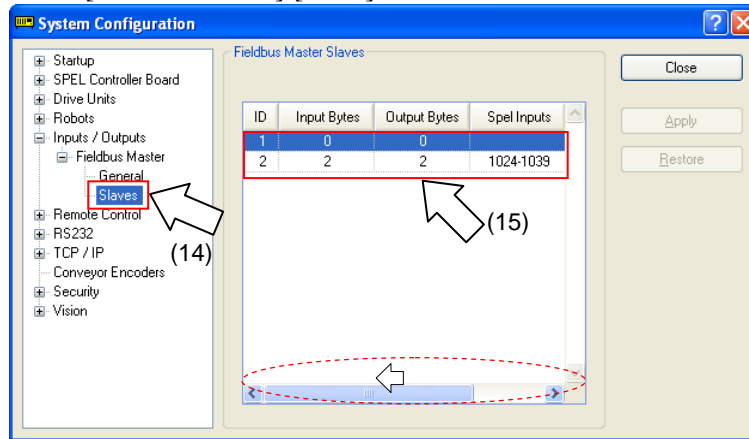 System Configuration
Startup
SPEL Controller Board
Drive Units
Robots
Inputs / Outputs
Fieldbus Master
General
Slaves
Remote Control
RS232
TCP / IP
Conveyor Encoders
Security
Vision
(14)
Fieldbus Master Slaves
ID Input Bytes Output Bytes Spel Inputs
1 0 0
2 2 2 1024-1039
(15)
Close
Apply
Restore